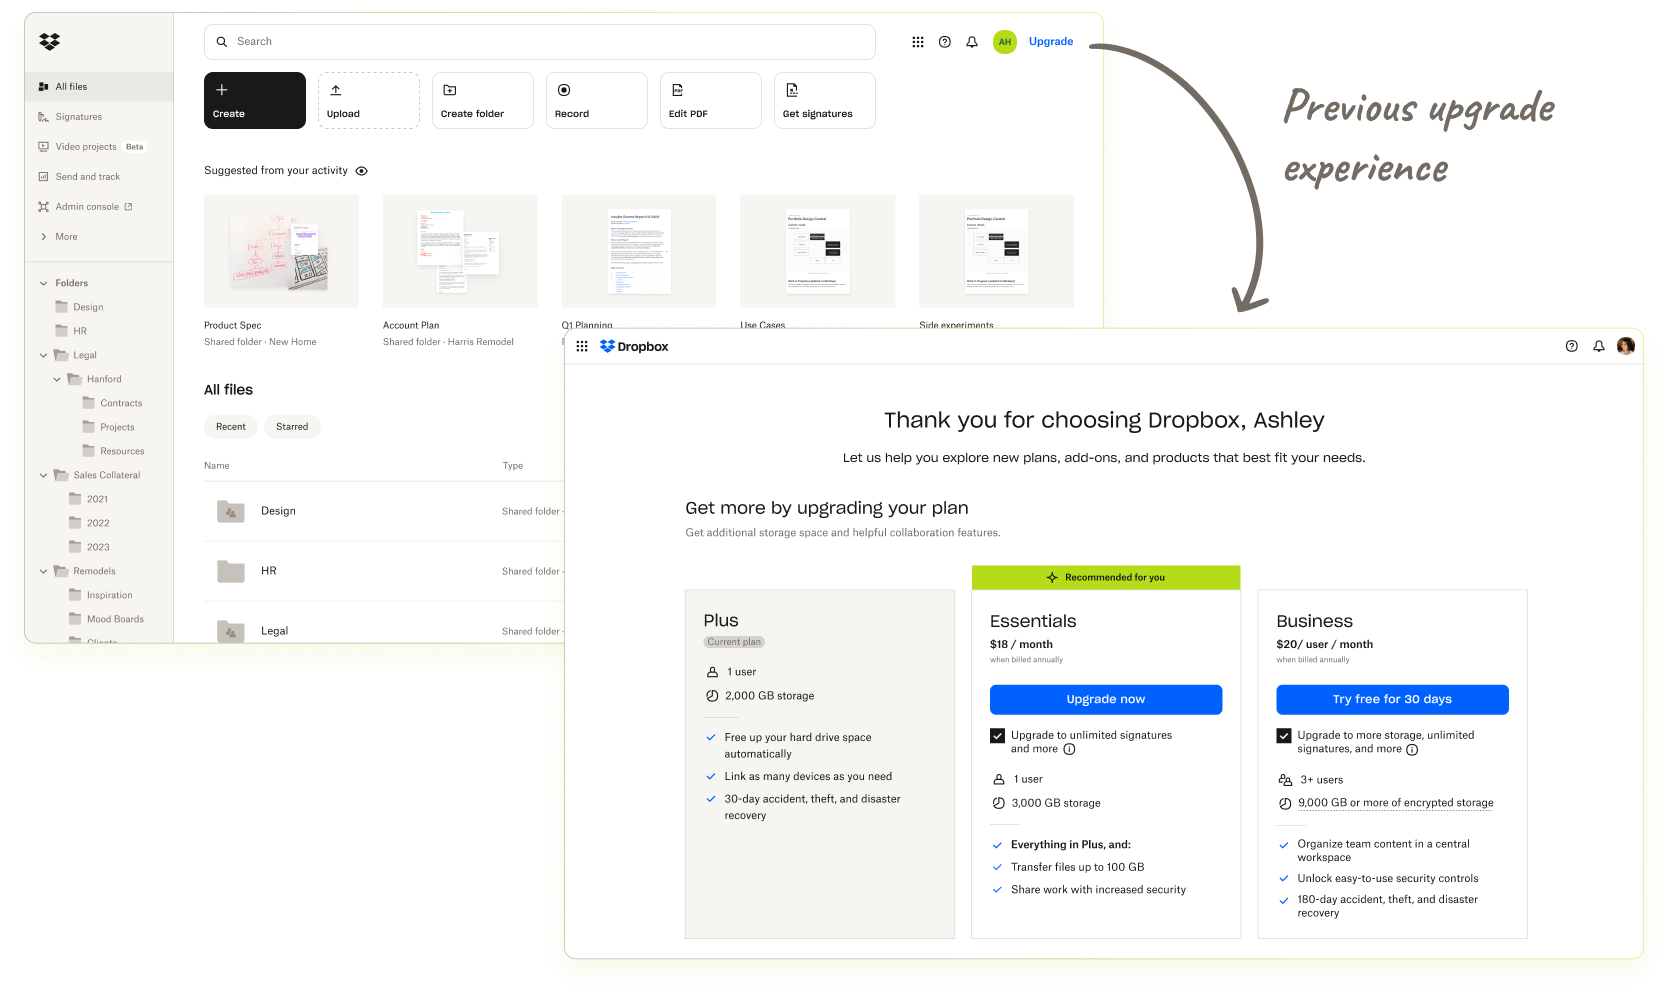 Search
AH
Upgrade
Previous upgrade
experience
All files
Signatures
Video projects Beta
Send and track
Admin console
More
Folders
Design
HR
Legal
Hanford
Contracts
Projects
Resources
Sales Collateral
2021
2022
2023
Remodels
Inspiration
Mood Boards
Clients
Create
Upload
Create folder
Record
Edit PDF
Get signatures
Suggested from your activity
Product Spec
Shared folder · New Home
Account Plan
Shared folder · Harris Remodel
Q1 Planning
Use Cases
Side experiments
All files
Recent
Starred
Name
Type
Design
Shared folder ·
HR
Shared folder ·
Legal
Shared folder ·
Dropbox
Thank you for choosing Dropbox, Ashley
Let us help you explore new plans, add-ons, and products that best fit your needs.
Get more by upgrading your plan
Get additional storage space and helpful collaboration features.
Plus
Current plan
1 user
2,000 GB storage
Free up your hard drive space
automatically
Link as many devices as you need
30-day accident, theft, and disaster
recovery
Recommended for you
Essentials
$18 / month
when billed annually
Upgrade now
Upgrade to unlimited signatures
and more
1 user
3,000 GB storage
Everything in Plus, and:
Transfer files up to 100 GB
Share work with increased security
Business
$20/ user / month
when billed annually
Try free for 30 days
Upgrade to more storage, unlimited
signatures, and more
3+ users
9,000 GB or more of encrypted storage
Organize team content in a central
workspace
Unlock easy-to-use security controls
180-day accident, theft, and disaster
recovery